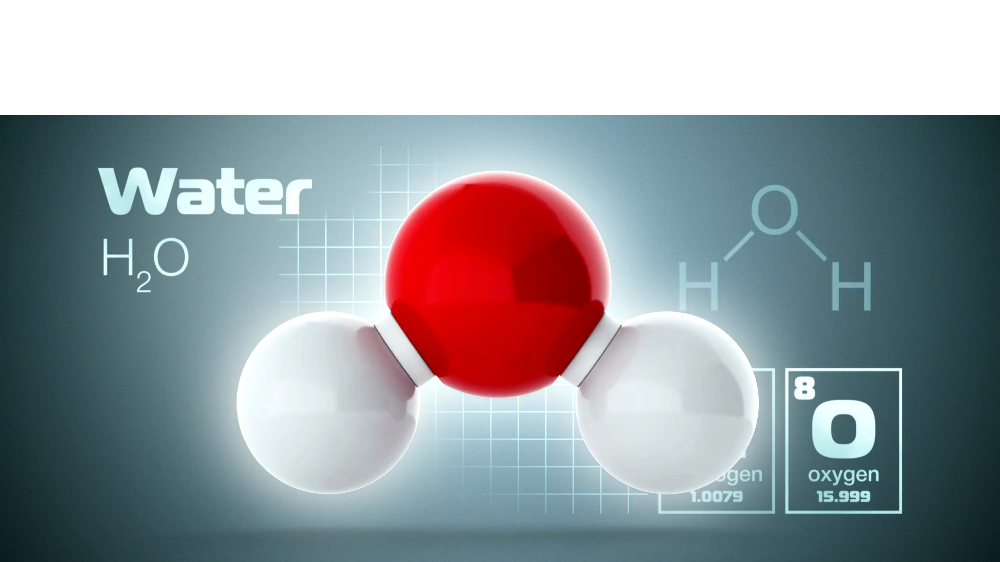 Water
H₂O
O
H H
8
O
oxygen
15.999
1.0079